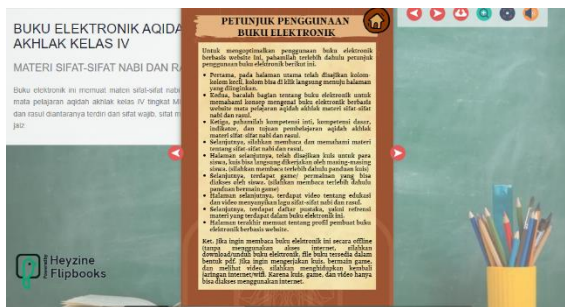 BUKU ELEKTRONIK AQIDA
AKHLAK KELAS IV
MATERI SIFAT-SIFAT NABI DAN RA
Buku elektronik ini memuat materi sifat-sifat nabi
mata pelajaran aqidah akhlak kelas IV tingkat MI
dan rasul diantaranya terdiri dari sifat wajib, sifat m
jaiz
PETUNJUK PENGGUNAAN
BUKU ELEKTRONIK
Untuk mengoptimalkan penggunaan buku elektronik
berbasis website ini, pahamilah terlebih dahulu petunjuk
penggunaan buku elektronik berikut ini.
• Pertama, pada halaman utama telah disajikan kolom-
kolom kecil. kolom bisa di klik langsung menuju halaman
yang diinginkan.
• Kedua, bacalah bagian tentang buku elektronik untuk
memahami konsep mengenai buku elektronik berbasis
website mata pelajaran aqidah akhlak materi sifat-sifat
nabi dan rasul.
• Ketiga, pahamilah kompetensi inti, kompetensi dasar,
indikator, dan tujuan pembelajaran aqidah akhlak
materi sifat-sifat nabi dan rasul.
• Selanjutnya, silahkan membaca dan memahami materi
tentang sifat-sifat nabi dan rasul.
• Halaman selanjutnya, telah disajikan kuis untuk para
siswa, kuis bisa langsung dikerjakan oleh masing-masing
siswa. (silahkan membaca terlebih dahulu panduan kuis)
• Selanjutnya, terdapat game/ permainan yang bisa
diakses oleh siswa. (silahkan membaca terlebih dahulu
panduan bermain game)
• Halaman selanjutnya, terdapat video tentang edukasi
dan video menyanyikan lagu sifat-sifat nabi dan rasul.
• Selanjutnya, terdapat daftar pustaka, yakni refrensi
materi yang terdapat dalam buku elektronik ini.
• Halaman terakhir memuat tentang profil pembuat buku
elektronik berbasis website.
Ket. Jika ingin membaca buku elektronik ini secara offline
(tanpa menggunakan akses internet, silahkan
download/unduh buku elektronik, file buku tersedia dalam
bentuk pdf. Jika ingin mengerjakan kuis, bermain game,
dan melihat video, silahkan menghidupkan kembali
jaringan internet/wifi. Karena kuis, game, dan video hanya
bisa diakses menggunakan internet.
Heyzine
Flipbooks